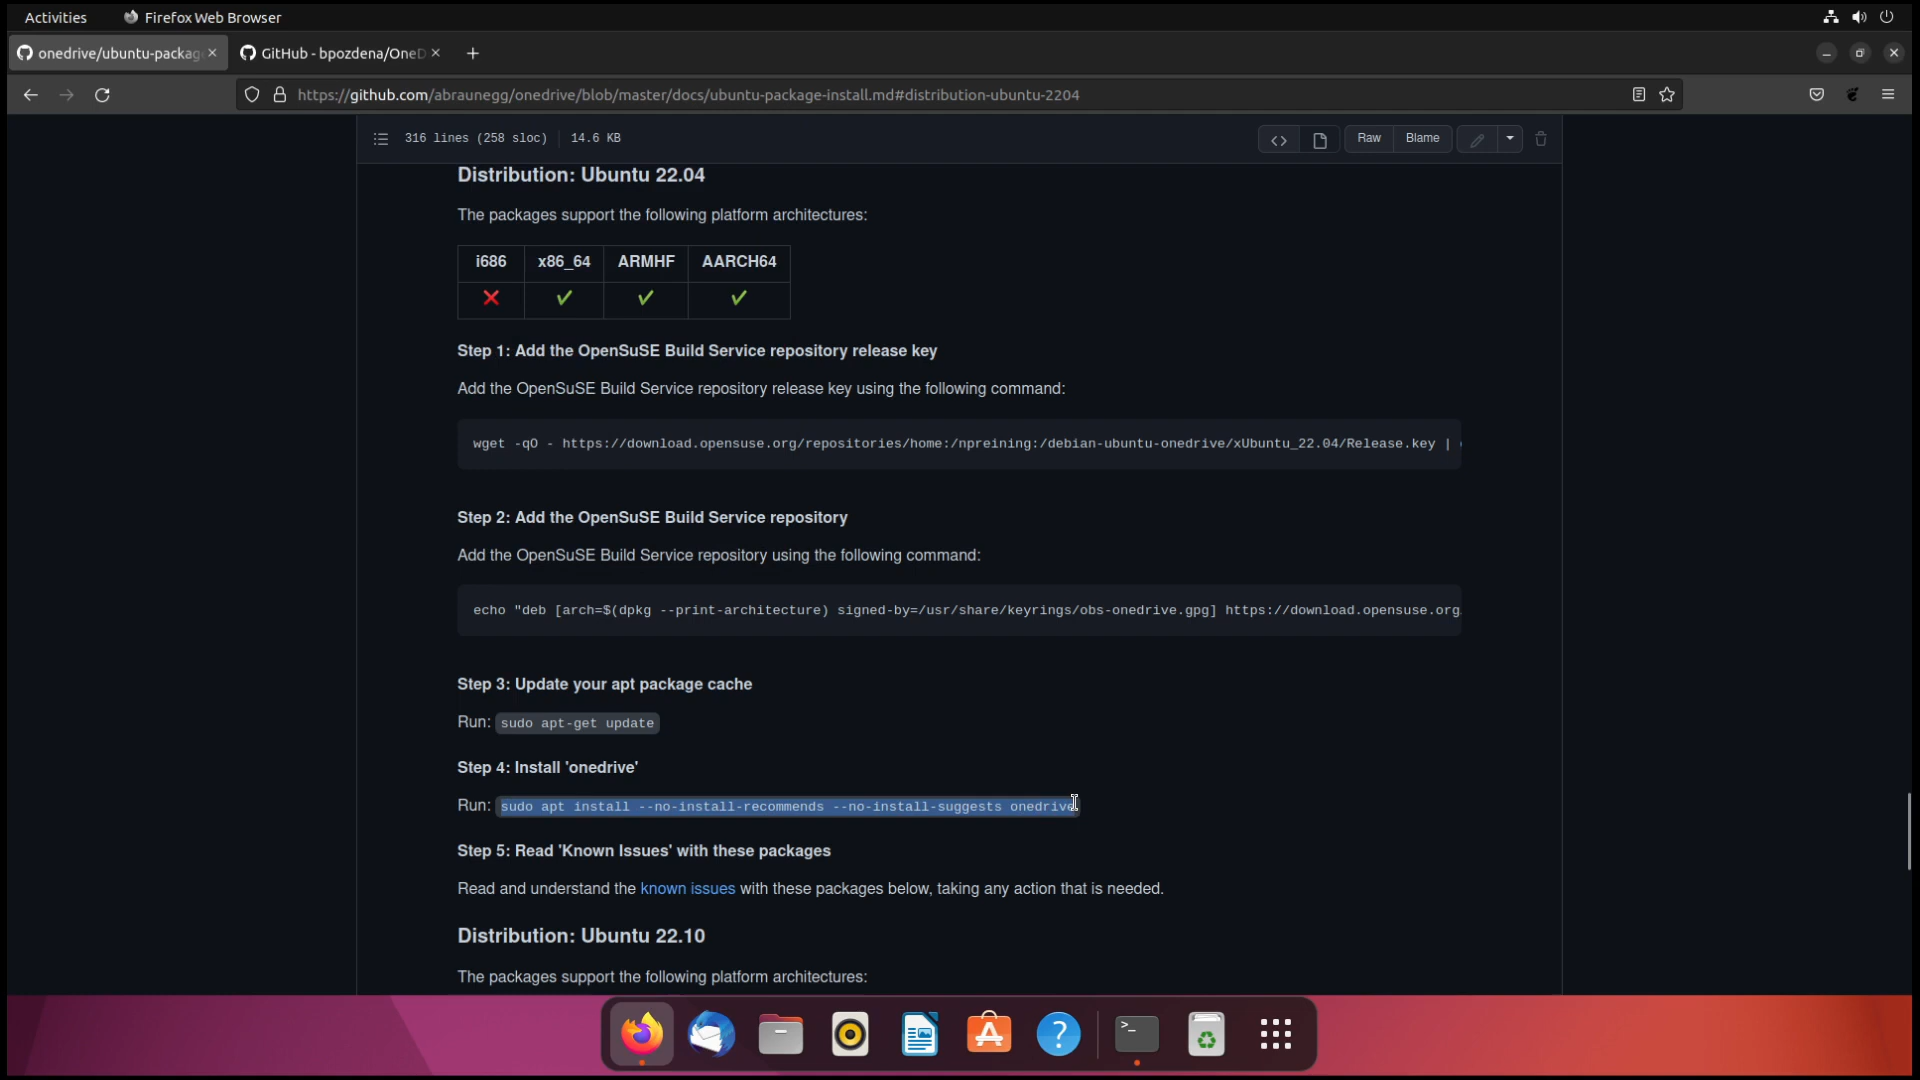 Activities
Firefox Web Browser
onedrive/ubuntu-packag
GitHub - bpozdena/OneD
https://github.com/abraunegg/onedrive/blob/master/docs/ubuntu-package-install.md#distribution-ubuntu-2204
316 lines (258 sloc)
14.6 KB
Raw
Blame
Distribution: Ubuntu 22.04
The packages support the following platform architectures:
i686 x86_64 ARMHF AARCH64
❌ ✔ ✔ ✔
Step 1: Add the OpenSuSE Build Service repository release key
Add the OpenSuSE Build Service repository release key using the following command:
wget -qO - https://download.opensuse.org/repositories/home:/npreining:/debian-ubuntu-onedrive/xUbuntu_22.04/Release.key |
Step 2: Add the OpenSuSE Build Service repository
Add the OpenSuSE Build Service repository using the following command:
echo "deb [arch=$(dpkg --print-architecture) signed-by=/usr/share/keyrings/obs-onedrive.gpg] https://download.opensuse.org
Step 3: Update your apt package cache
Run: sudo apt-get update
Step 4: Install 'onedrive'
Run: sudo apt install --no-install-recommends --no-install-suggests onedrive
Step 5: Read 'Known Issues' with these packages
Read and understand the known issues with these packages below, taking any action that is needed.
Distribution: Ubuntu 22.10
The packages support the following platform architectures: